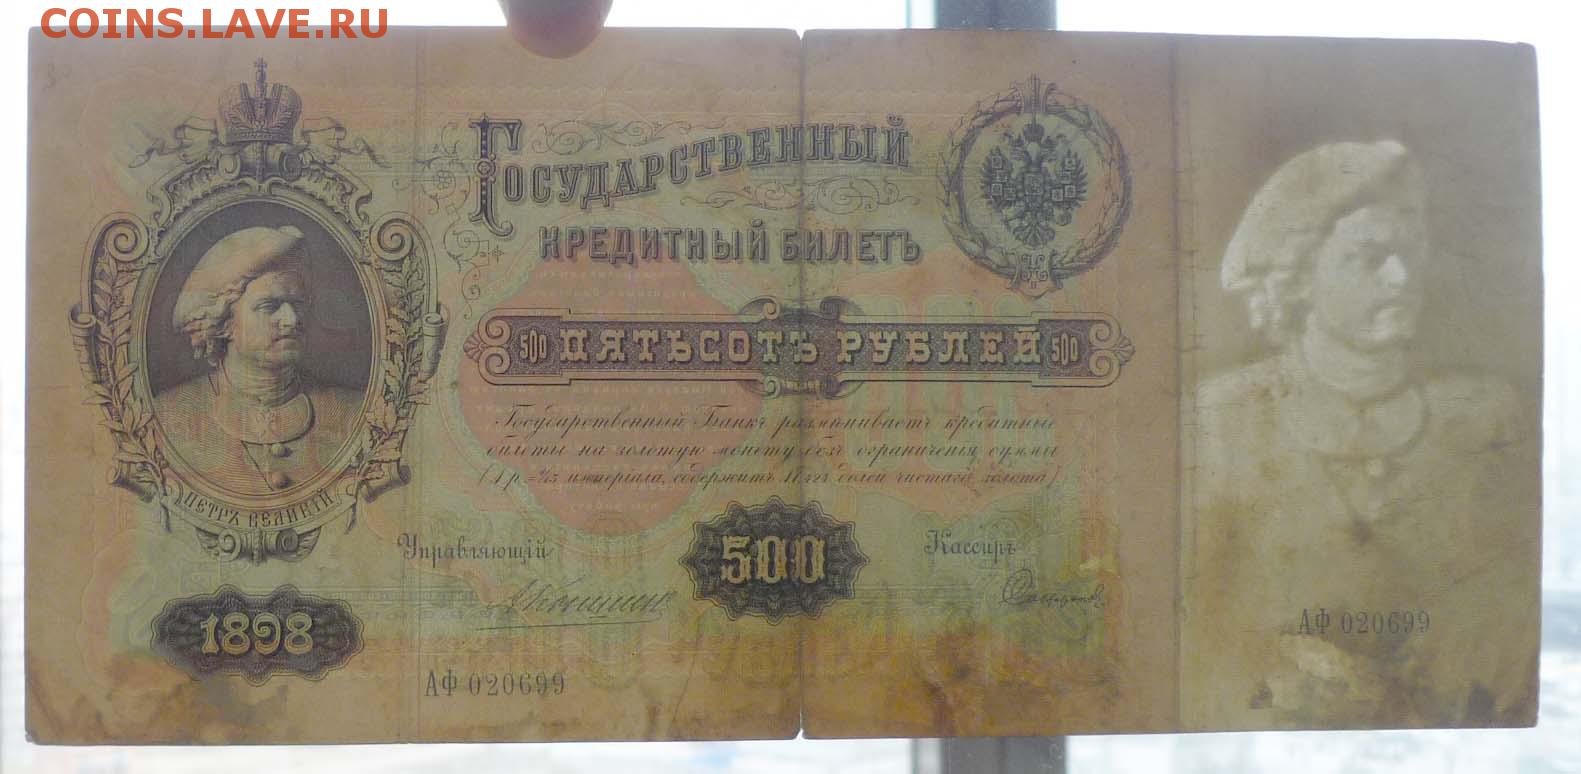 COINS.LAVE.RU
ГОСУДАРСТВЕННЫЙ
КРЕДИТНЫЙ БИЛЕТЪ
500 ПЯТЬСОТЪ РУБЛЕЙ 500
Государственный Банкъ размѣниваетъ кредитные
билеты на золотую монету безъ ограниченія суммы
(1 р.= 1/15 имперіала, содержитъ 17,424 долей чистаго золота)
ПЕТРЪ ВЕЛИКІЙ
Управляющій
500
Кассиръ
1898
АФ 020699
АФ 020699